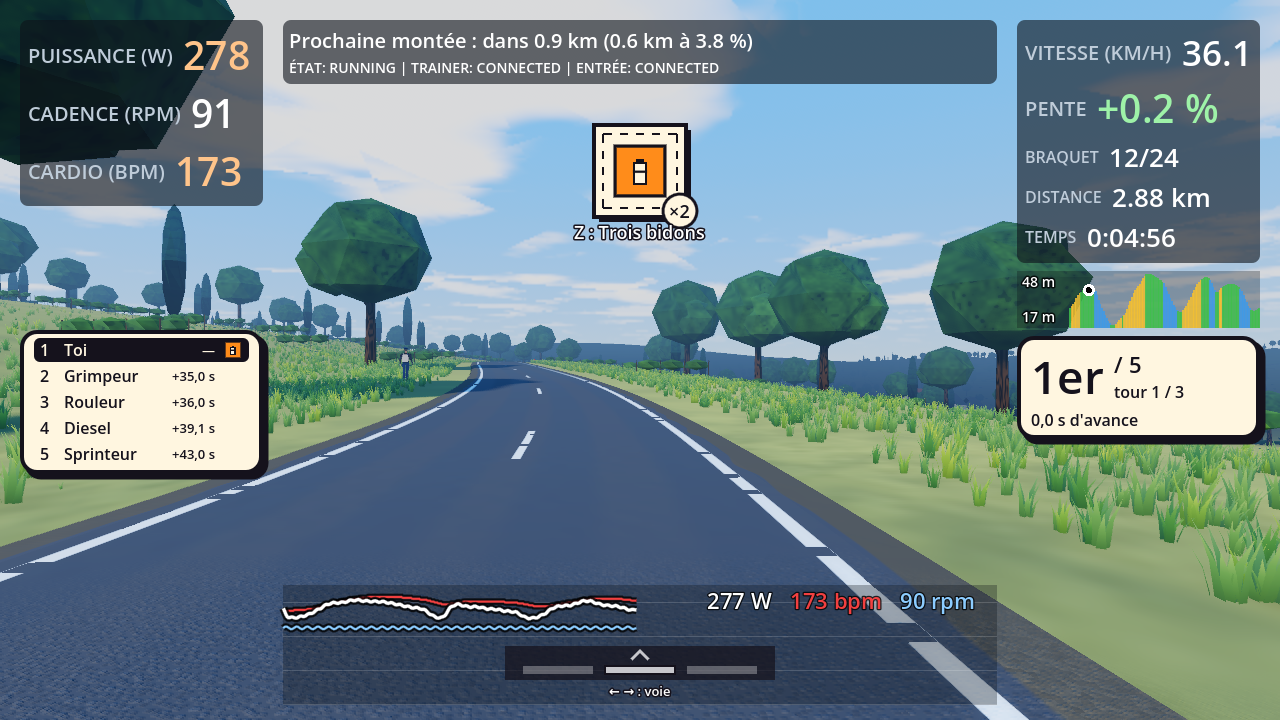 PUISSANCE (W) 278
CADENCE (RPM) 91
CARDIO (BPM) 173
Prochaine montée : dans 0.9 km (0.6 km à 3.8 %)
ÉTAT: RUNNING | TRAINER: CONNECTED | ENTRÉE: CONNECTED
×2
Z : Trois bidons
VITESSE (KM/H) 36.1
PENTE +0.2 %
BRAQUET 12/24
DISTANCE 2.88 km
TEMPS 0:04:56
48 m
17 m
1 Toi —
2 Grimpeur +35,0 s
3 Rouleur +36,0 s
4 Diesel +39,1 s
5 Sprinteur +43,0 s
1er / 5
tour 1 / 3
0,0 s d'avance
277 W 173 bpm 90 rpm
← → : voie